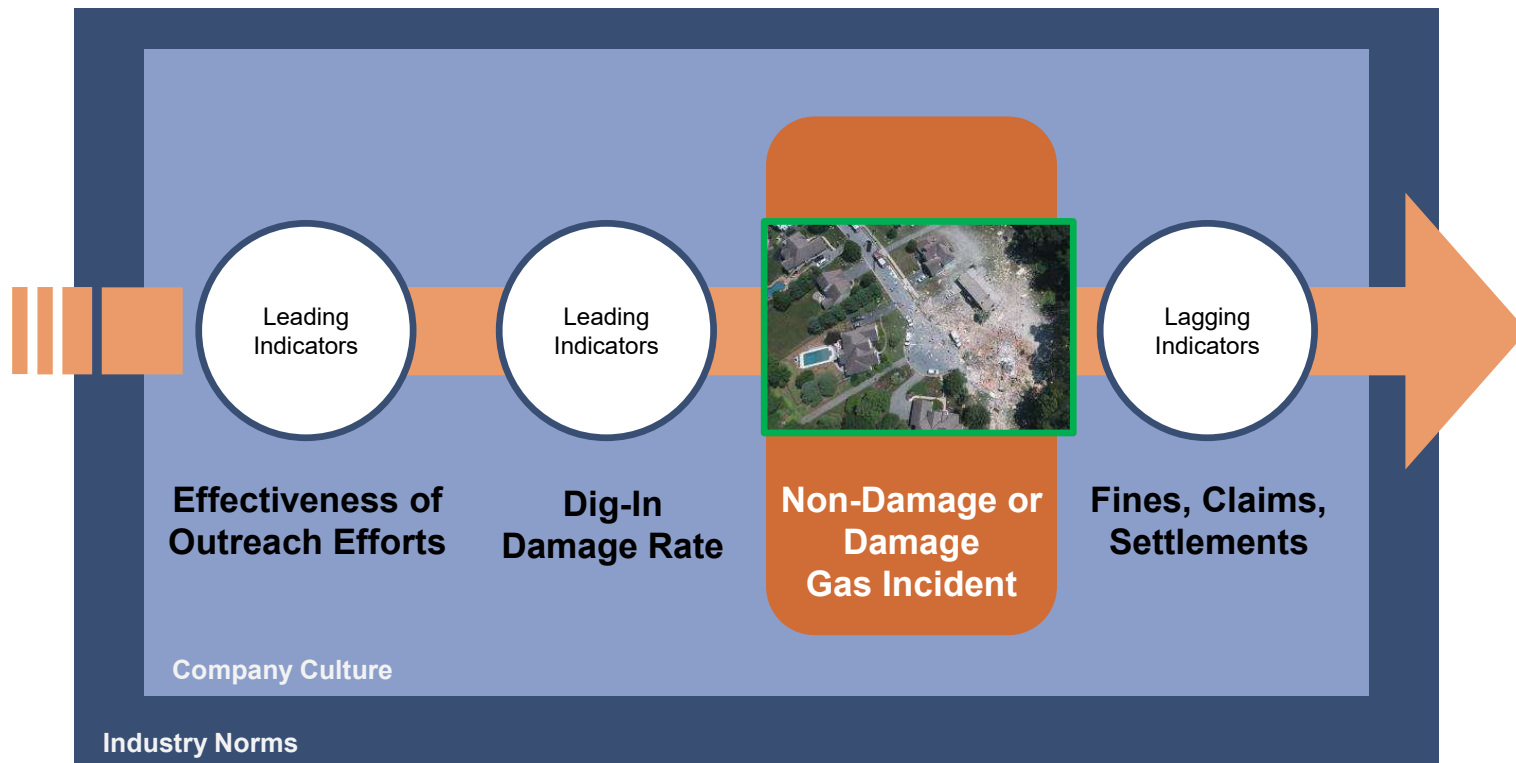 Leading
Indicators
Leading
Indicators
Lagging
Indicators
Effectiveness of
Outreach Efforts
Dig-In
Damage Rate
Non-Damage or
Damage
Gas Incident
Fines, Claims,
Settlements
Company Culture
Industry Norms